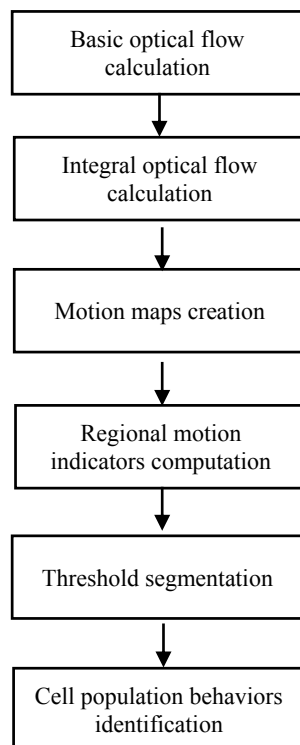 Basic optical flow
calculation
Integral optical flow
calculation
Motion maps creation
Regional motion
indicators computation
Threshold segmentation
Cell population behaviors
identification